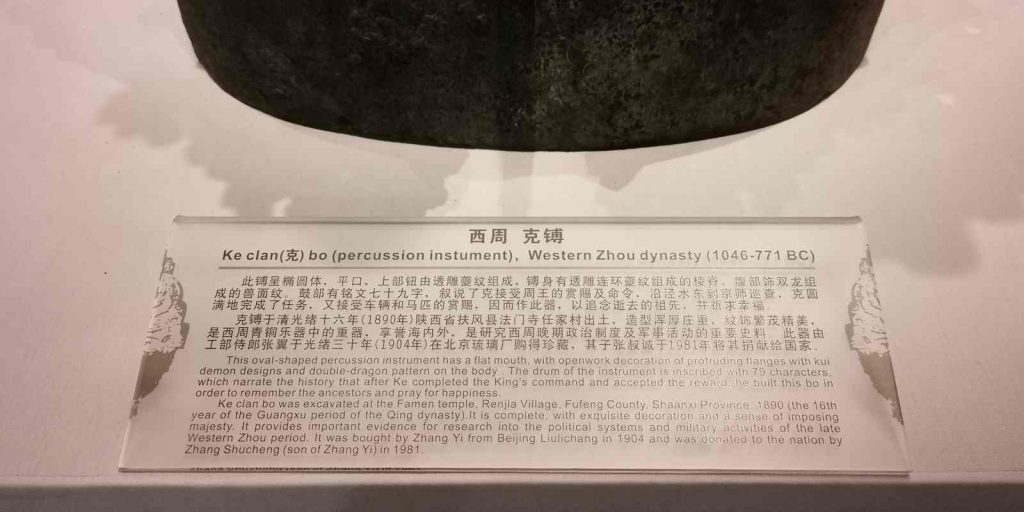 西周 克镈
Ke clan(克) bo (percussion instument), Western Zhou dynasty (1046-771 BC)
此镈呈椭圆体，平口，上部钮由透雕夔纹组成，镈身有透雕连环夔纹组成的棱脊，腹部饰双龙组
成的兽面纹。鼓部有铭文七十九字，叙说了克接受周王的赏赐及命令，沿泾水东到京师巡查，克圆
满地完成了任务，又接受车辆和马匹的赏赐，因而作此器，以追念逝去的祖先，并祈求幸福。
克镈于清光绪十六年(1890年)陕西省扶风县法门寺任家村出土，造型浑厚庄重，纹饰繁茂精美，
是西周青铜乐器中的重器，享誉海内外，是研究西周晚期政治制度及军事活动的重要史料。此器由
工部侍郎张翼于光绪三十年(1904年)在北京琉璃厂购得珍藏，其子张叔诚于1981年将其捐献给国家。
This oval-shaped percussion instrument has a flat mouth, with openwork decoration of protruding flanges with kui
demon designs and double-dragon pattern on the body . The drum of the instrument is inscribed with 79 characters,
which narrate the history that after Ke completed the King's command and accepted the reward, he built this bo in
order to remember the ancestors and pray for happiness.
Ke clan bo was excavated at the Famen temple, Renjia Village, Fufeng County, Shaanxi Province, 1890 (the 16th
year of the Guangxu period of the Qing dynasty).It is complete, with exquisite decoration and a sense of imposing
majesty. It provides important evidence for research into the political systems and military activities of the late
Western Zhou period. It was bought by Zhang Yi from Beijing Liulichang in 1904 and was donated to the nation by
Zhang Shucheng (son of Zhang Yi) in 1981.